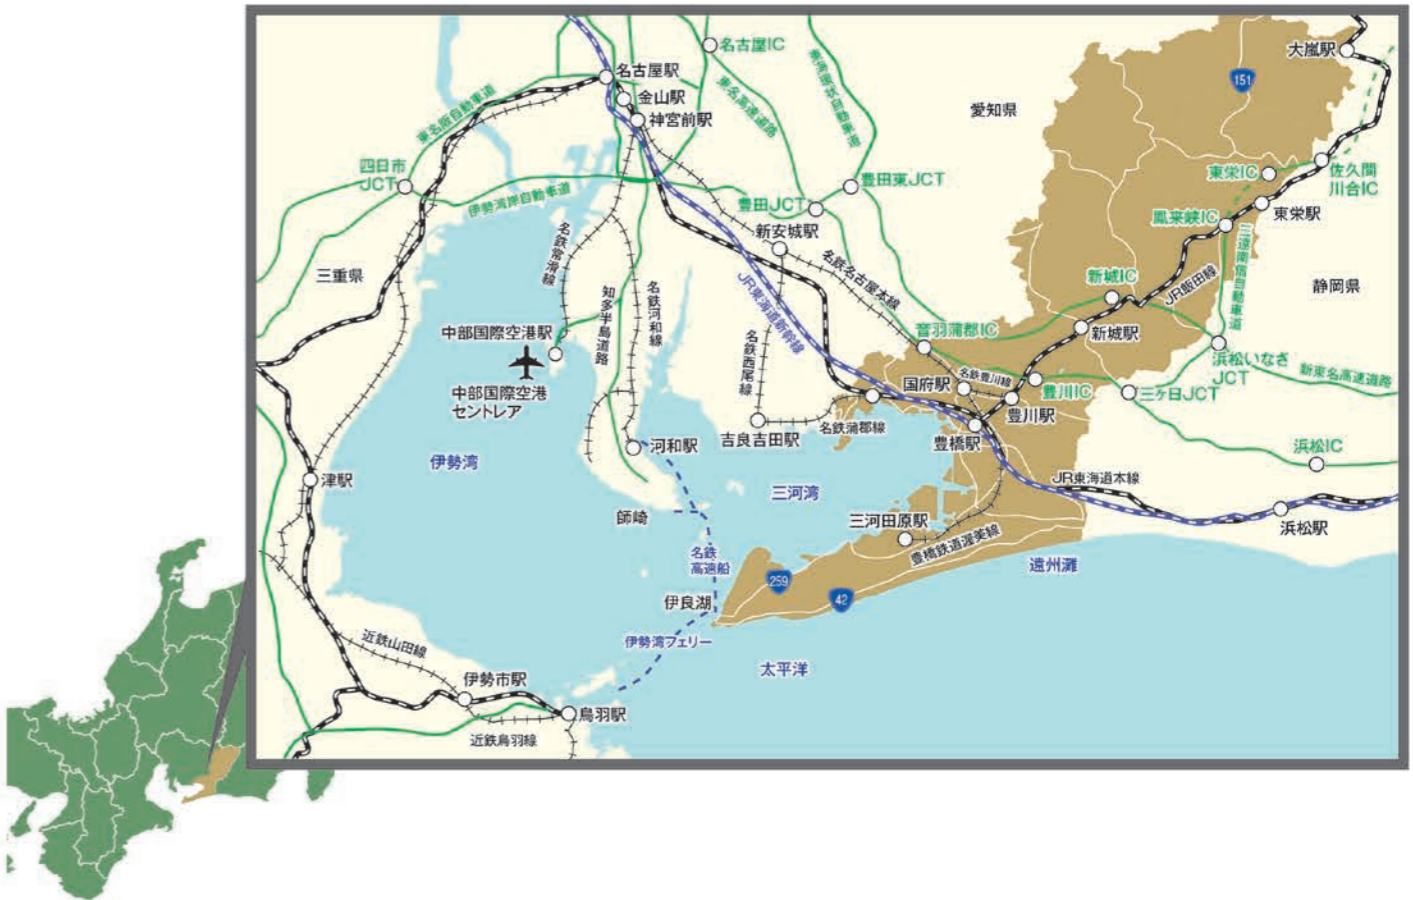 大嵐駅
名古屋IC
名古屋駅
151
東海環状自動車道
東名高速道路
東名阪自動車道
金山駅
愛知県
神宮前駅
四日市
JCT
東栄IC
佐久間
川合IC
豊田東JCT
伊勢湾岸自動車道
豊田JCT
東栄駅
鳳来峡IC
新安城駅
名鉄常滑線
三遠南信自動車道
三重県
名鉄名古屋本線
新城IC
JR飯田線
静岡県
知多半島道路
名鉄河和線
JR東海道新幹線
中部国際空港駅
音羽蒲郡IC
新城駅
名鉄西尾線
中部国際空港
セントレア
浜松いなさ
JCT
新東名高速道路
国府駅
名鉄豊川線
豊川IC
三ヶ日JCT
豊川駅
名鉄蒲郡線
吉良吉田駅
豊橋駅
河和駅
浜松IC
伊勢湾
津駅
JR東海道本線
三河湾
師崎
三河田原駅
浜松駅
豊橋鉄道渥美線
名鉄
高速船
遠州灘
259
42
伊良湖
伊勢湾フェリー
近鉄山田線
太平洋
伊勢市駅
鳥羽駅
近鉄鳥羽線